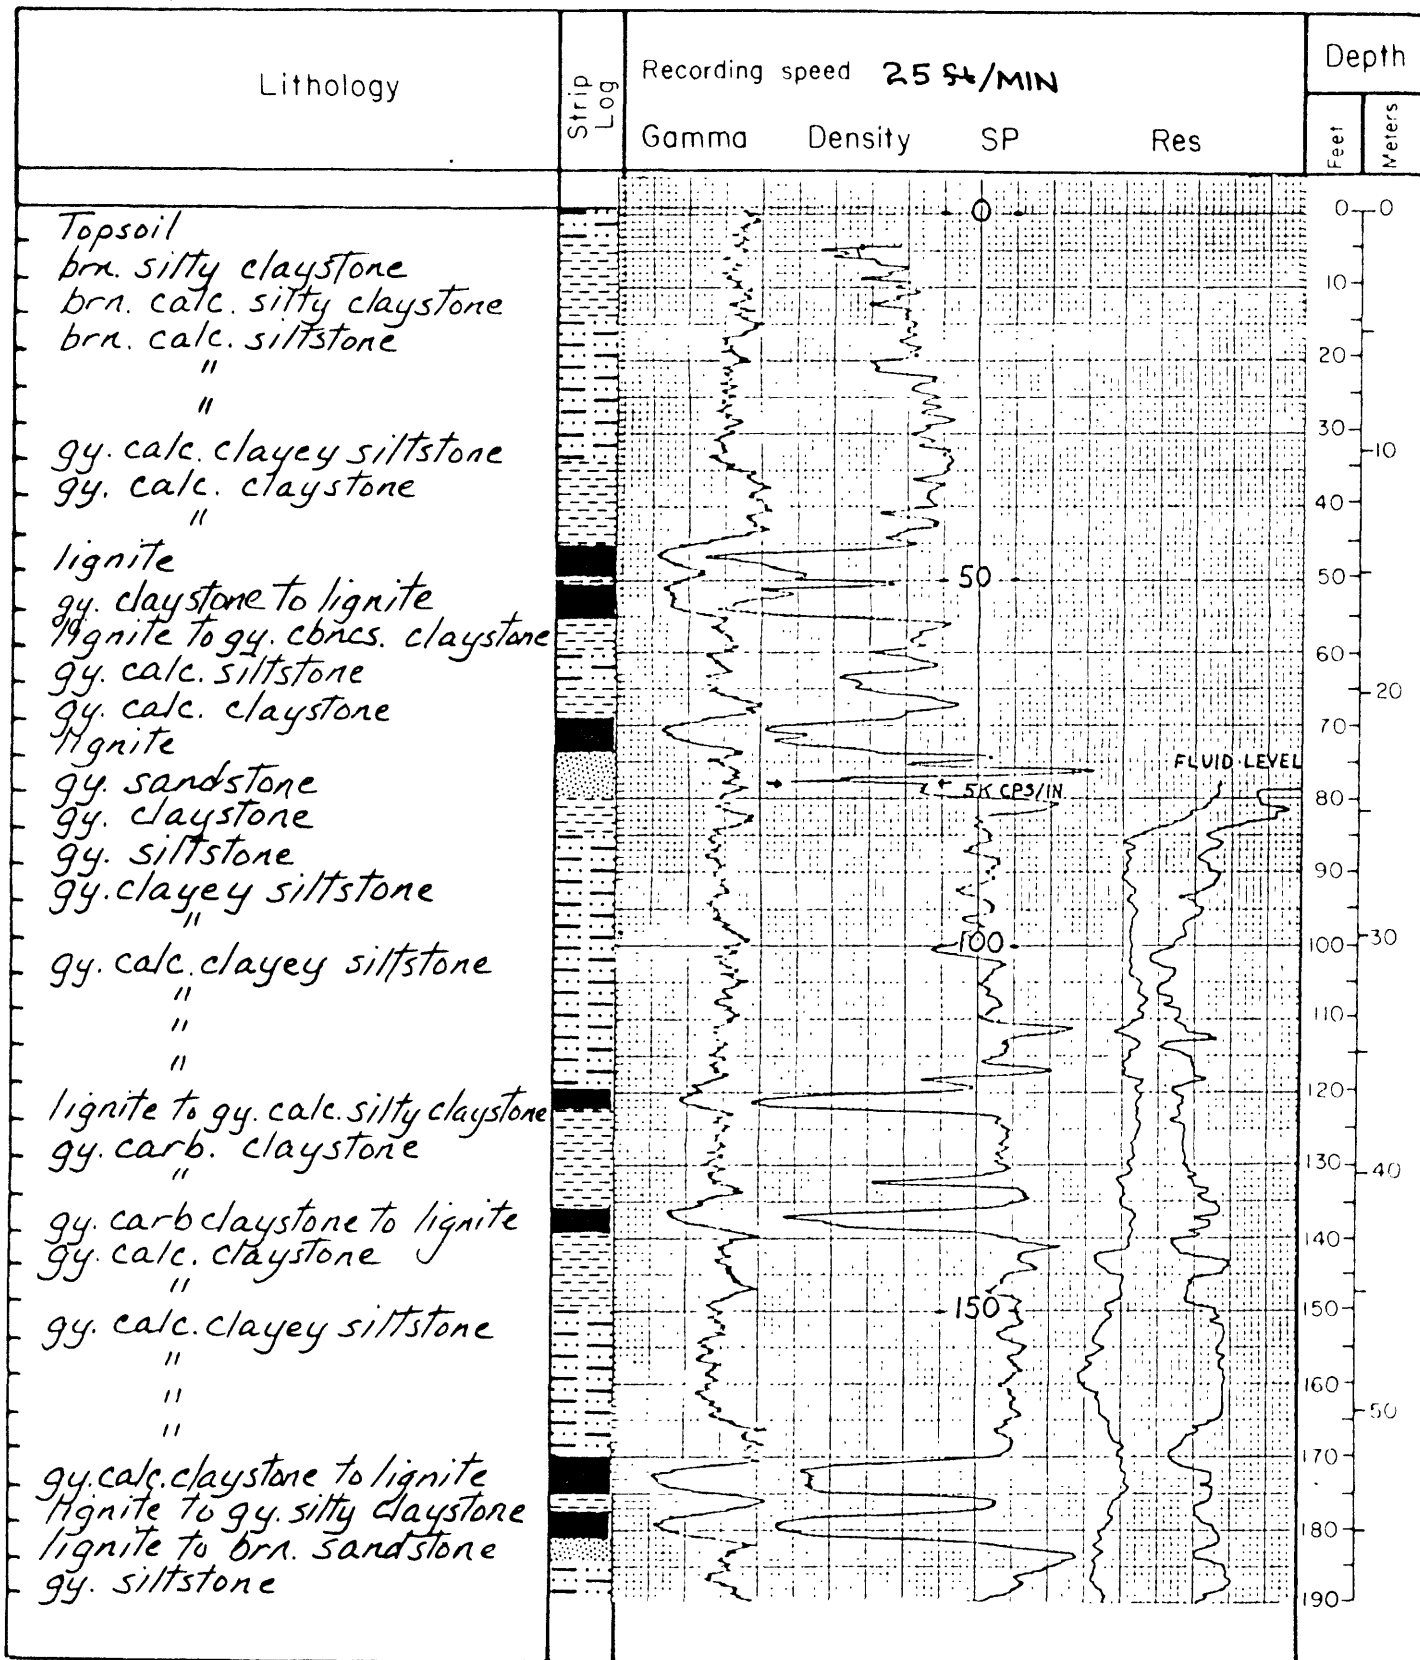 Lithology
Strip Log
Recording speed 25 ft/MIN
Gamma Density SP Res
Depth
Feet
Meters
Topsoil
brn. silty claystone
brn. calc. silty claystone
brn. calc. siltstone
"
"
gy. calc. clayey siltstone
gy. calc. claystone
"
lignite
gy. claystone to lignite
lignite to gy. cbncs. claystone
gy. calc. siltstone
gy. calc. claystone
lignite
gy. sandstone
gy. claystone
gy. siltstone
gy. clayey siltstone
"
gy. calc. clayey siltstone
"
"
"
lignite to gy. calc. silty claystone
gy. carb. claystone
"
gy. carb claystone to lignite
gy. calc. claystone
"
gy. calc. clayey siltstone
"
"
"
gy. calc. claystone to lignite
lignite to gy. silty claystone
lignite to brn. sandstone
gy. siltstone
0
50
FLUID LEVEL
5K CPS/IN
100
150
0
10
20
30
40
50
60
70
80
90
100
110
120
130
140
150
160
170
180
190
0
10
20
30
40
50